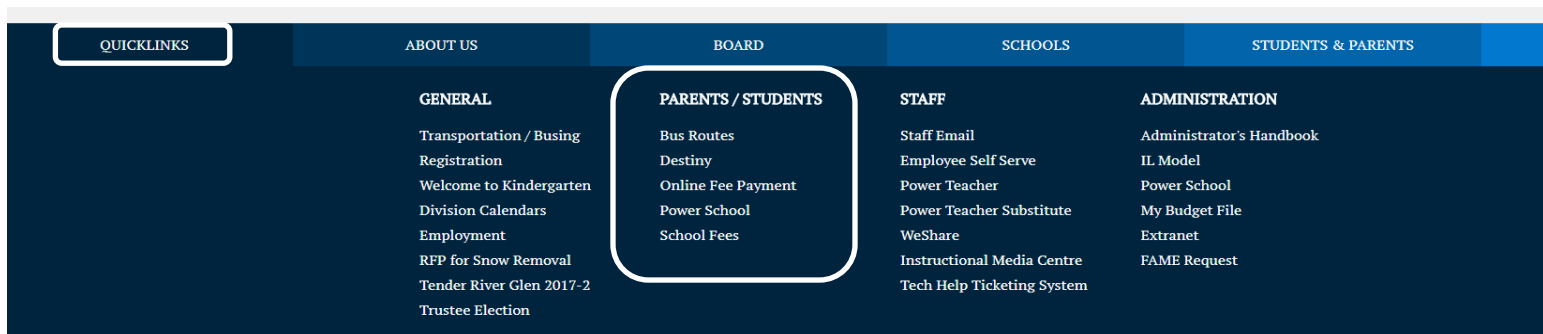 QUICKLINKS
ABOUT US
BOARD
SCHOOLS
STUDENTS & PARENTS
GENERAL
Transportation / Busing
Registration
Welcome to Kindergarten
Division Calendars
Employment
RFP for Snow Removal
Tender River Glen 2017-2
Trustee Election
PARENTS / STUDENTS
Bus Routes
Destiny
Online Fee Payment
Power School
School Fees
STAFF
Staff Email
Employee Self Serve
Power Teacher
Power Teacher Substitute
WeShare
Instructional Media Centre
Tech Help Ticketing System
ADMINISTRATION
Administrator's Handbook
IL Model
Power School
My Budget File
Extranet
FAME Request